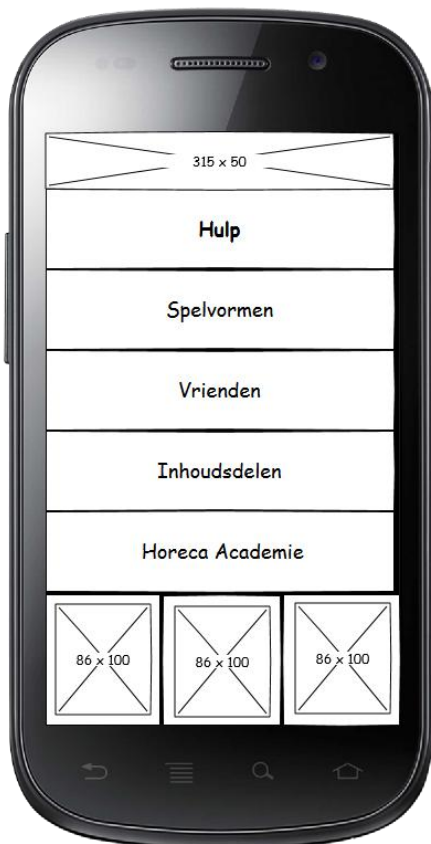 315 x 50
Hulp
Spelvormen
Vrienden
Inhoudsdelen
Horeca Academie
86 x 100
86 x 100
86 x 100